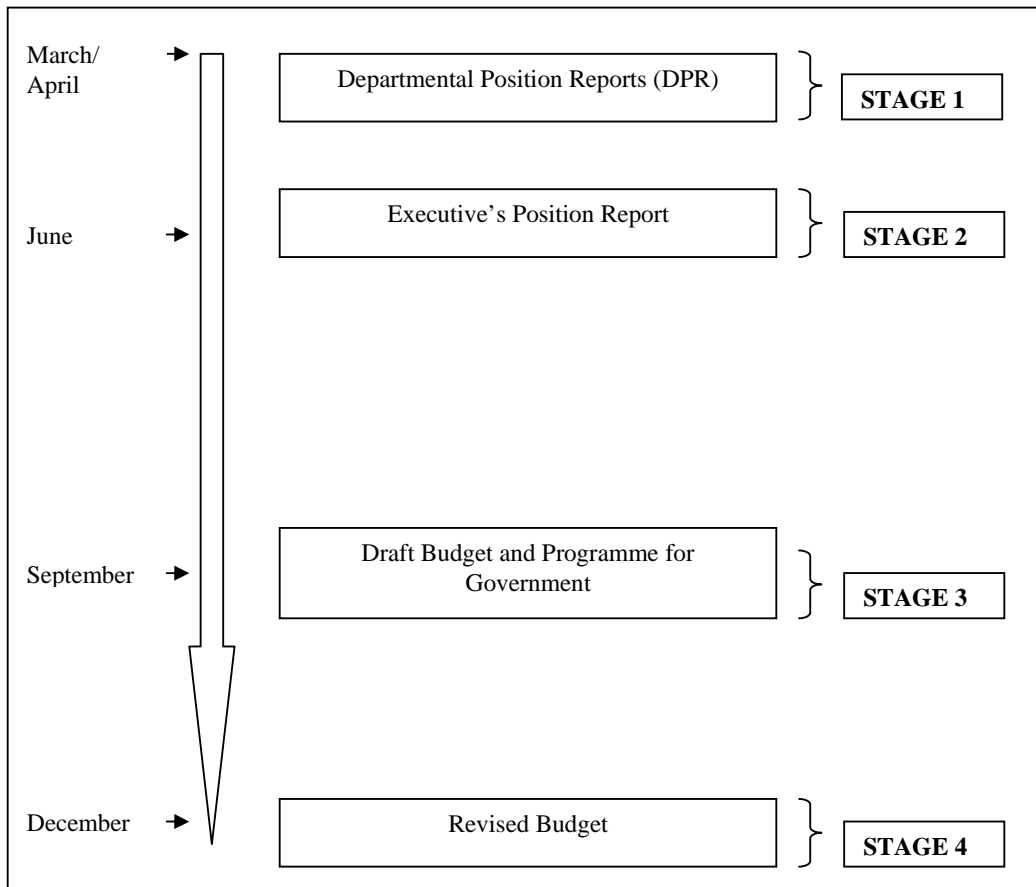 March/
April
Departmental Position Reports (DPR)
STAGE 1
June
Executive’s Position Report
STAGE 2
September
Draft Budget and Programme for
Government
STAGE 3
December
Revised Budget
STAGE 4